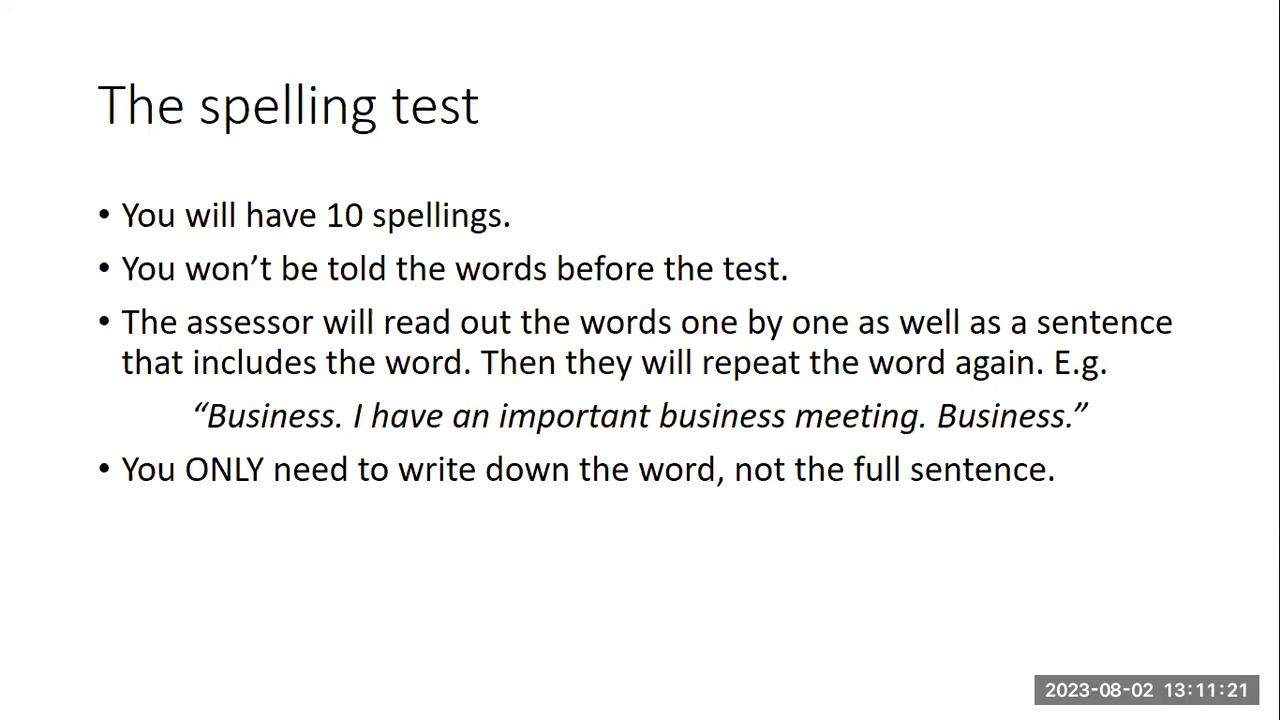 The spelling test
• You will have 10 spellings.
• You won’t be told the words before the test.
• The assessor will read out the words one by one as well as a sentence
that includes the word. Then they will repeat the word again. E.g.
“Business. I have an important business meeting. Business.”
• You ONLY need to write down the word, not the full sentence.
2023-08-02 13:11:21